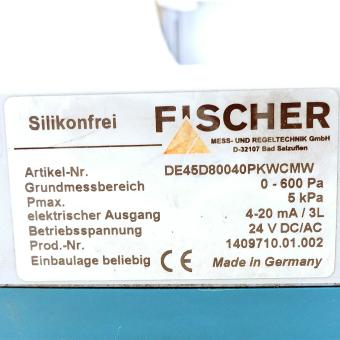 Silikonfrei
FISCHER
MESS- UND REGELTECHNIK GmbH
D-32107 Bad Salzuflen
Artikel-Nr. DE45D80040PKWCMW
Grundmessbereich 0 - 600 Pa
Pmax. 5 kPa
elektrischer Ausgang 4-20 mA / 3L
Betriebsspannung 24 V DC/AC
Prod.-Nr. 1409710.01.002
Einbaulage beliebig CE Made in Germany